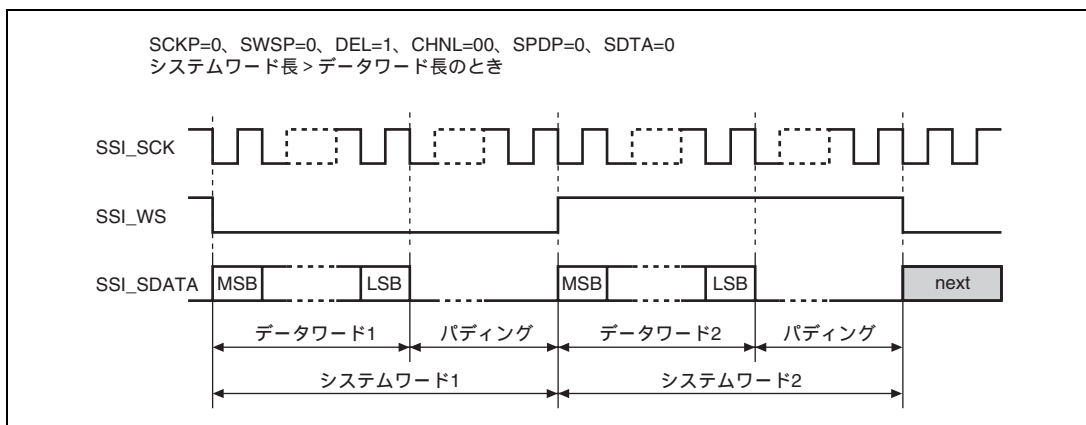 SCKP=0、SWSP=0、DEL=1、CHNL=00、SPDP=0、SDTA=0
システムワード長 > データワード長のとき
SSI_SCK
SSI_WS
SSI_SDATA MSB LSB MSB LSB next
データワード1 パディング データワード2 パディング
システムワード1 システムワード2